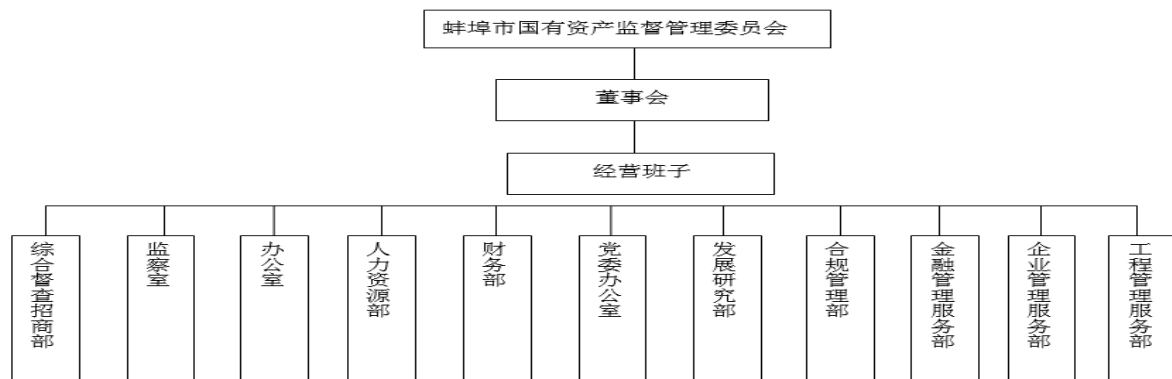 蚌埠市国有资产监督管理委员会
董事会
经营班子
综合督查招商部
监察室
办公室
人力资源部
财务部
党委办公室
发展研究部
合规管理部
金融管理服务部
企业管理服务部
工程管理服务部